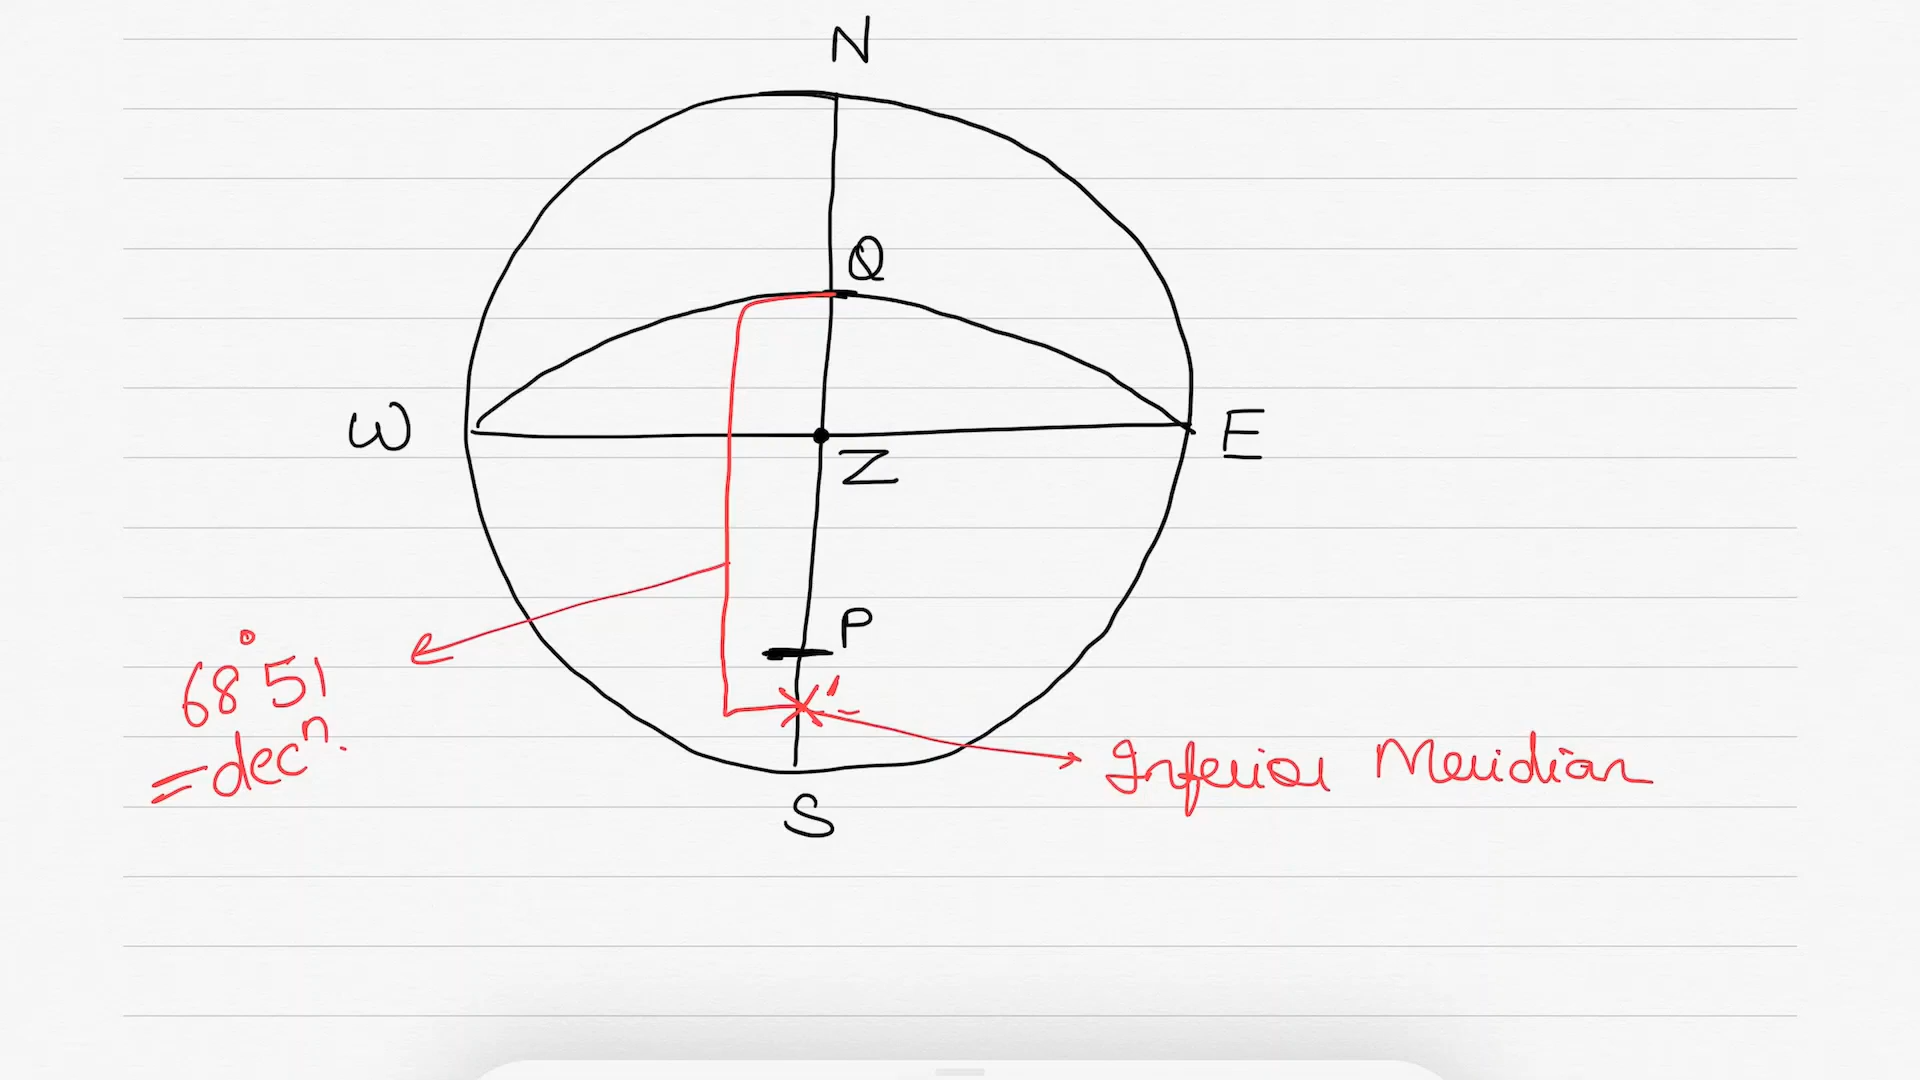 N
Q
W
E
Z
P
68°51
= decⁿ.
Inferior Meridian
S